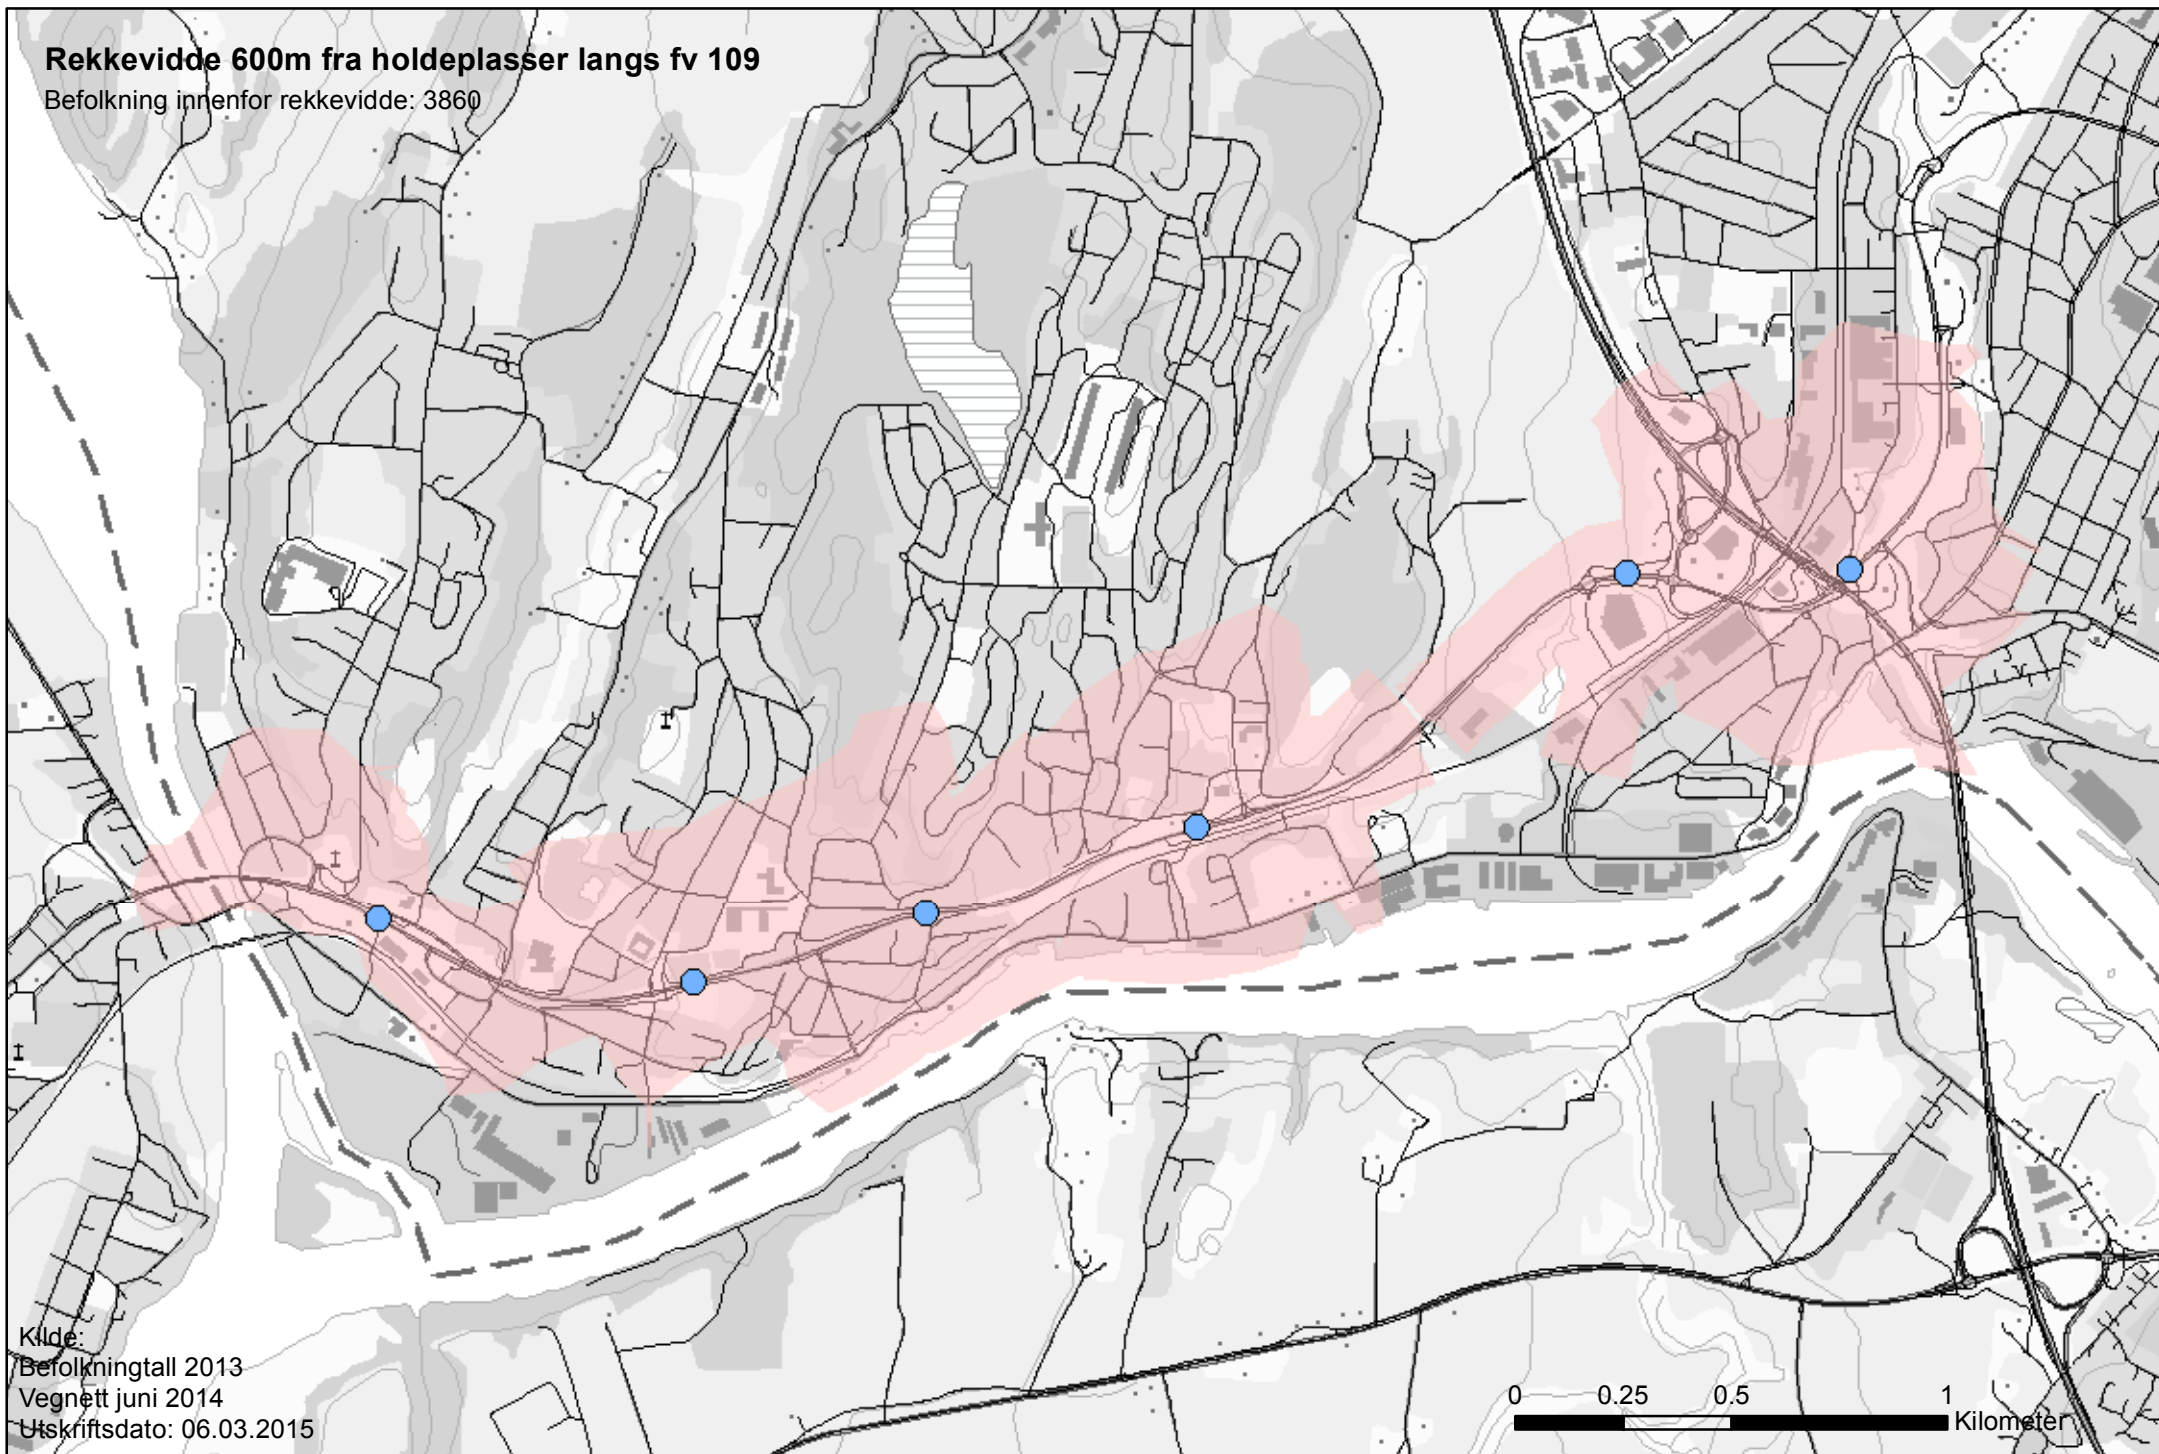 Rekkevidde 600m fra holdeplasser langs fv 109
Befolkning innenfor rekkevidde: 3860
Kilde:
Befolkningtall 2013
Vegnett juni 2014
Utskriftsdato: 06.03.2015
0 0.25 0.5 1
Kilometer